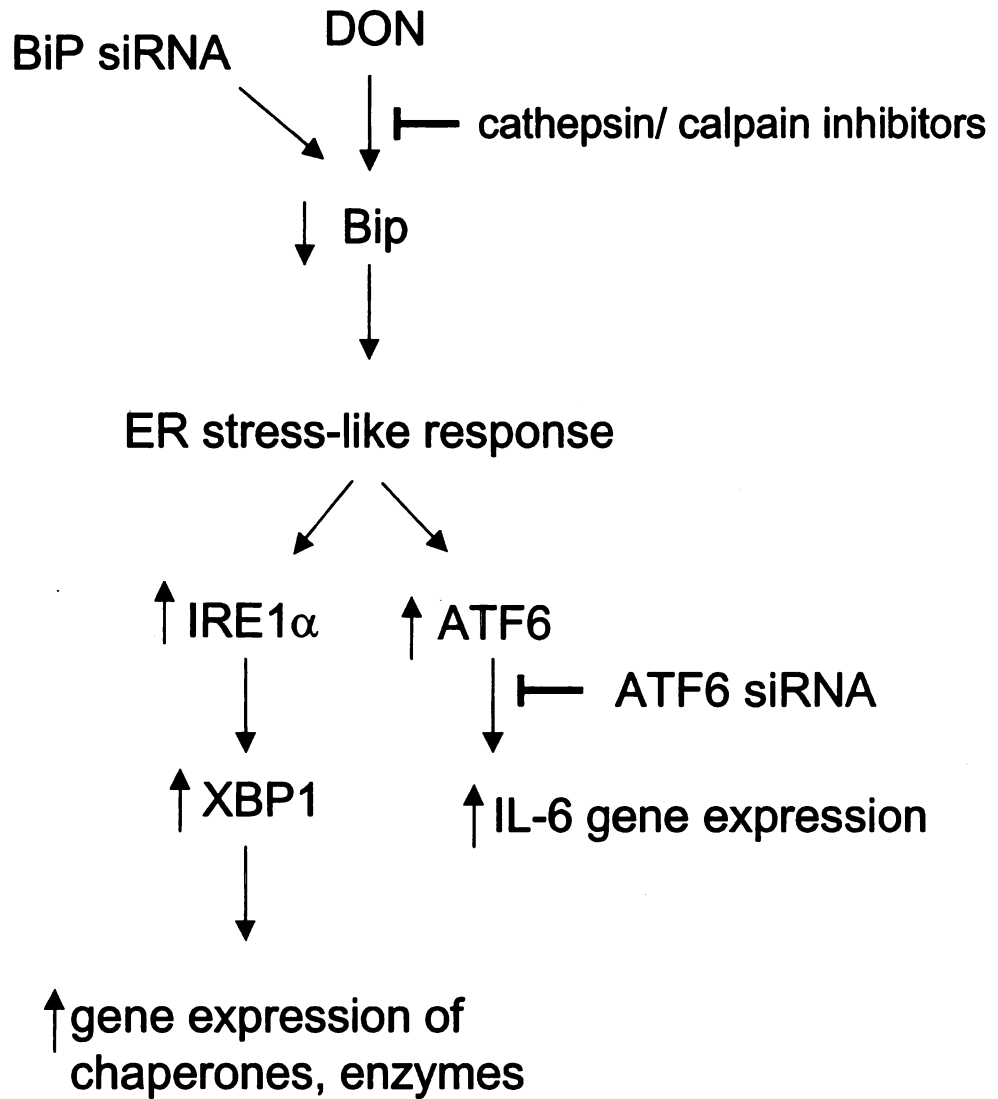 DON
BiP siRNA
cathepsin/ calpain inhibitors
Bip
ER stress-like response
IRE1α
ATF6
ATF6 siRNA
XBP1
IL-6 gene expression
gene expression of
chaperones, enzymes